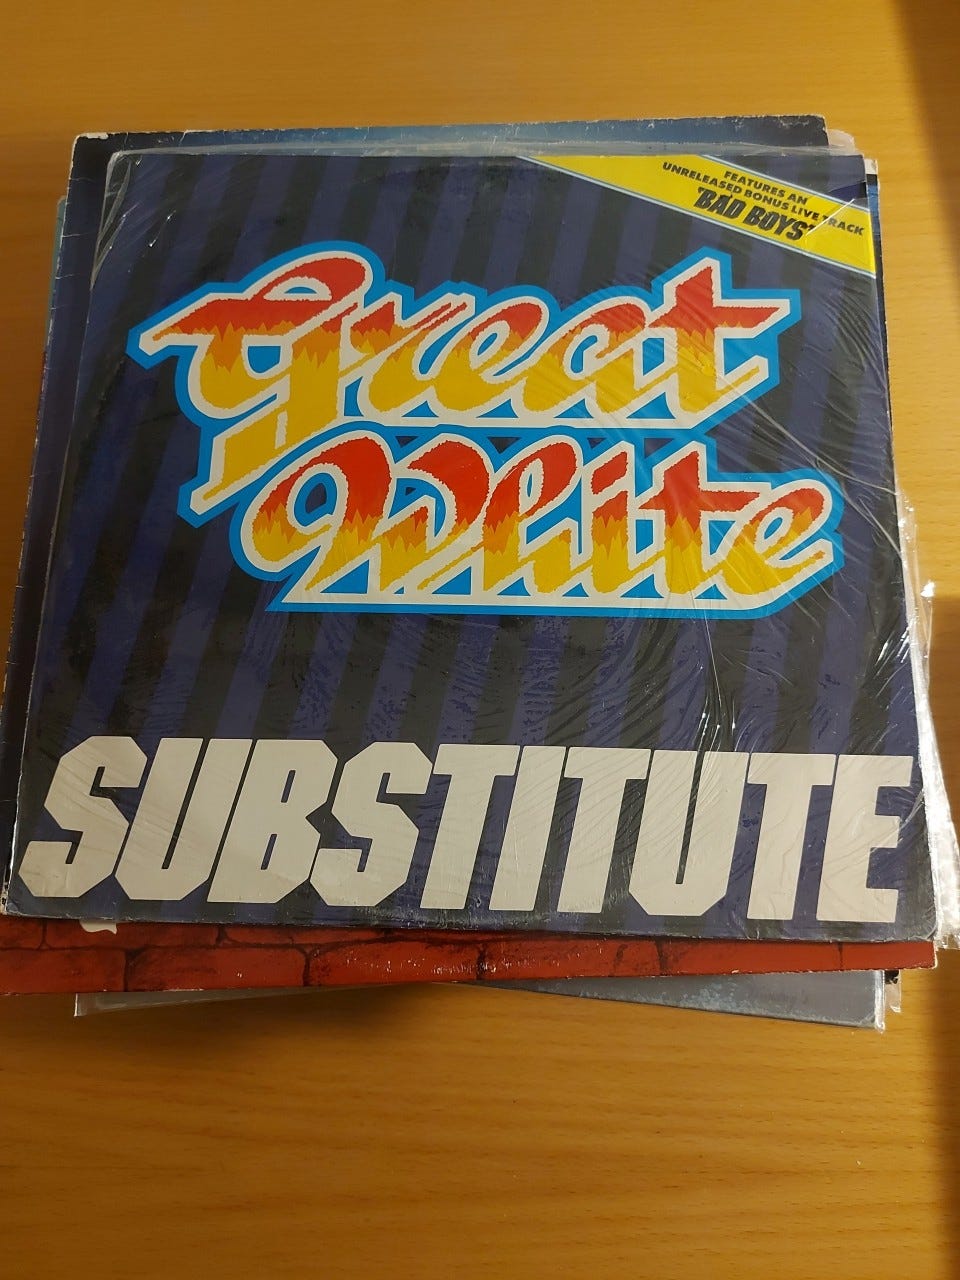 FEATURES AN
UNRELEASED BONUS LIVE TRACK
"BAD BOYS"
Great
White
SUBSTITUTE